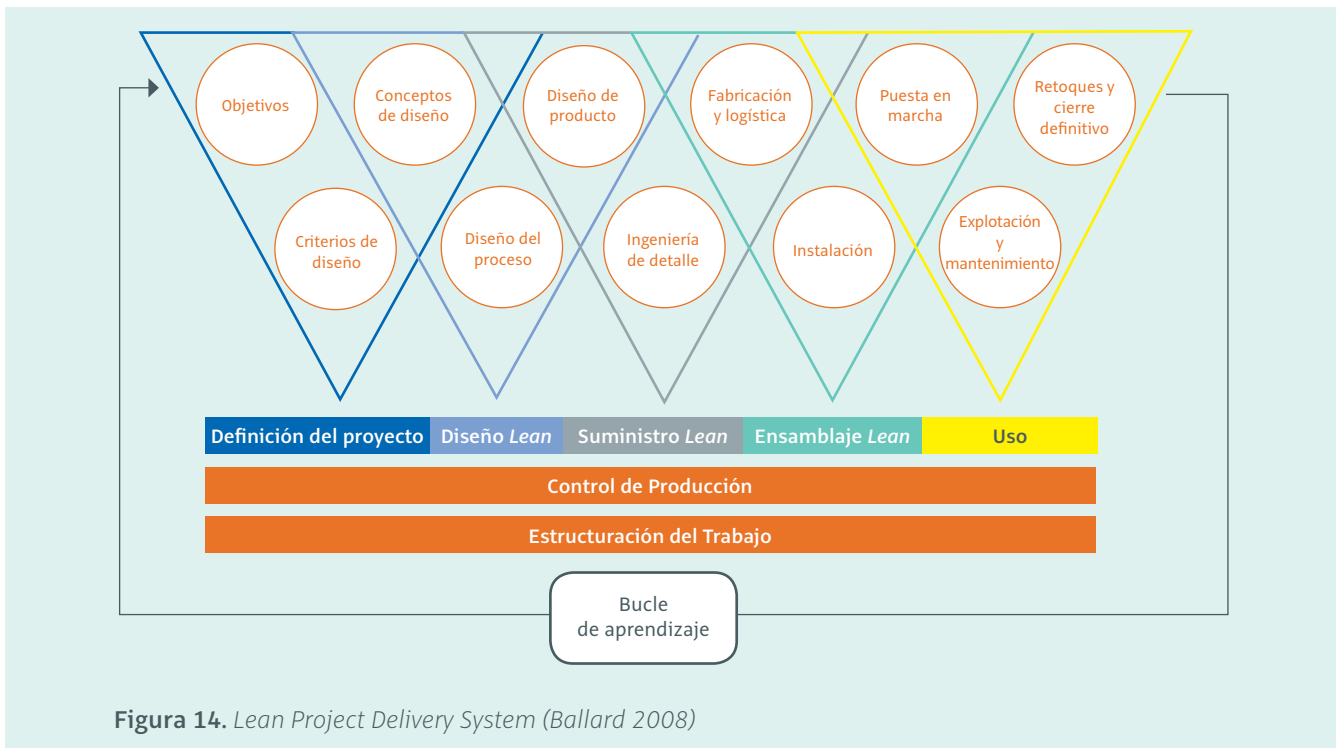 Objetivos
Conceptos
de diseño
Diseño de
producto
Fabricación
y logística
Puesta en
marcha
Retoques y
cierre
definitivo
Criterios de
diseño
Diseño del
proceso
Ingeniería
de detalle
Instalación
Explotación
y
mantenimiento
Definición del proyecto
Diseño Lean
Suministro Lean
Ensamblaje Lean
Uso
Control de Producción
Estructuración del Trabajo
Bucle
de aprendizaje
Figura 14. Lean Project Delivery System (Ballard 2008)